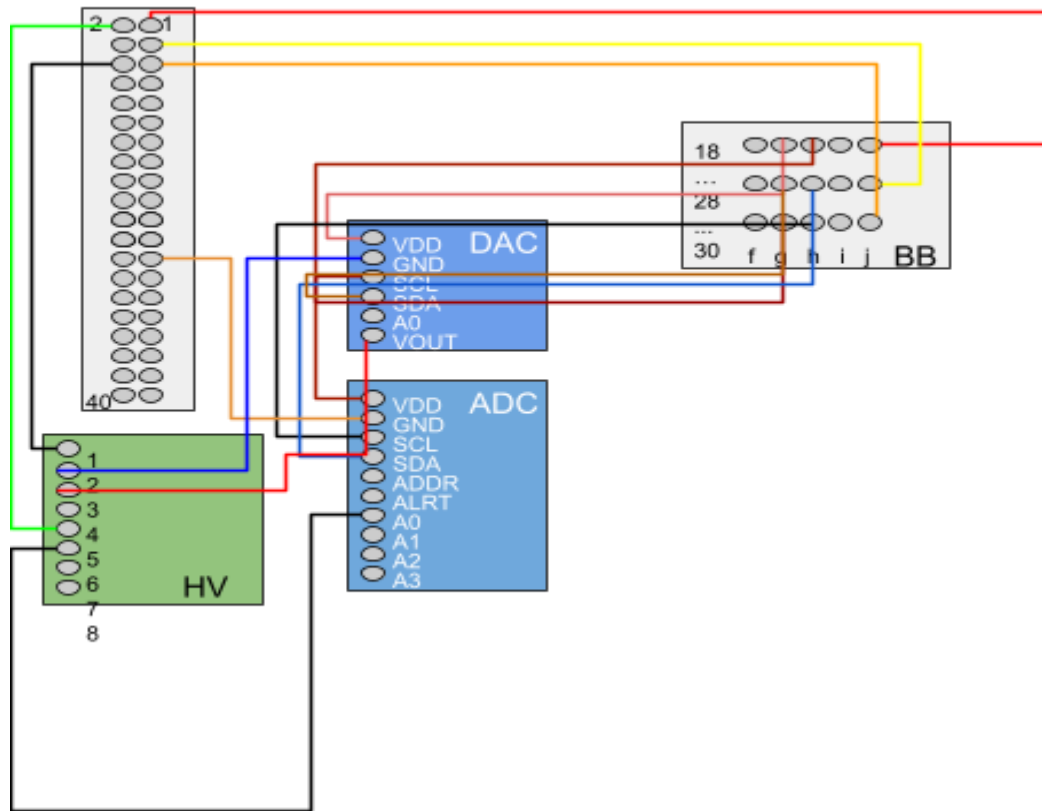 2 1
40
18
...
28
...
30 f g h i j BB
VDD DAC
GND
SCL
SDA
A0
VOUT
VDD ADC
GND
SCL
SDA
ADDR
ALRT
A0
A1
A2
A3
1
2
3
4
5
6 HV
7
8